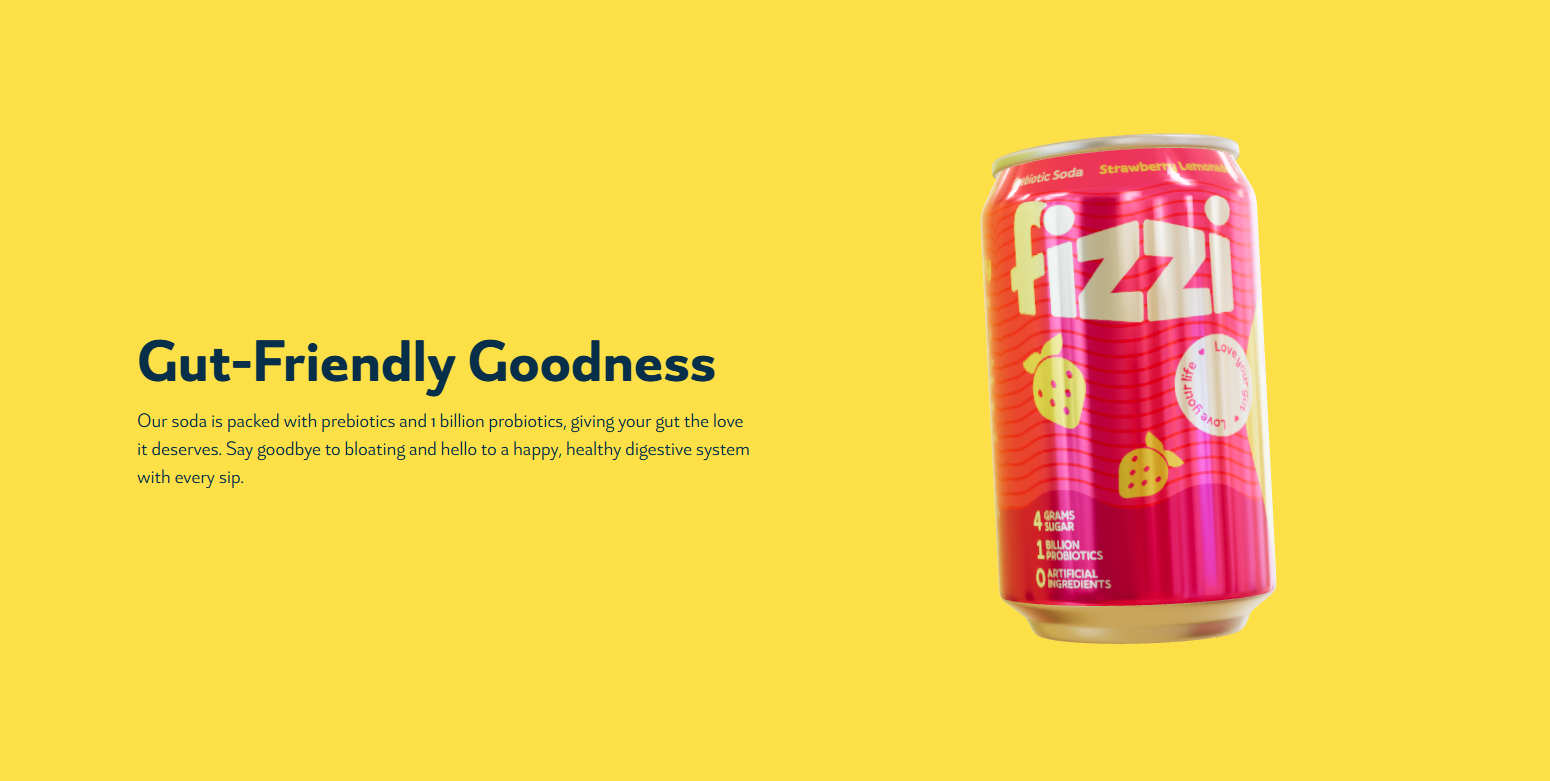 Gut-Friendly Goodness
Our soda is packed with prebiotics and 1 billion probiotics, giving your gut the love
it deserves. Say goodbye to bloating and hello to a happy, healthy digestive system
with every sip.
Soda Strawberry
fizzi
Love your gut
Love your life
4 GRAMS
SUGAR
1 BILLION
PROBIOTICS
0 ARTIFICIAL
INGREDIENTS